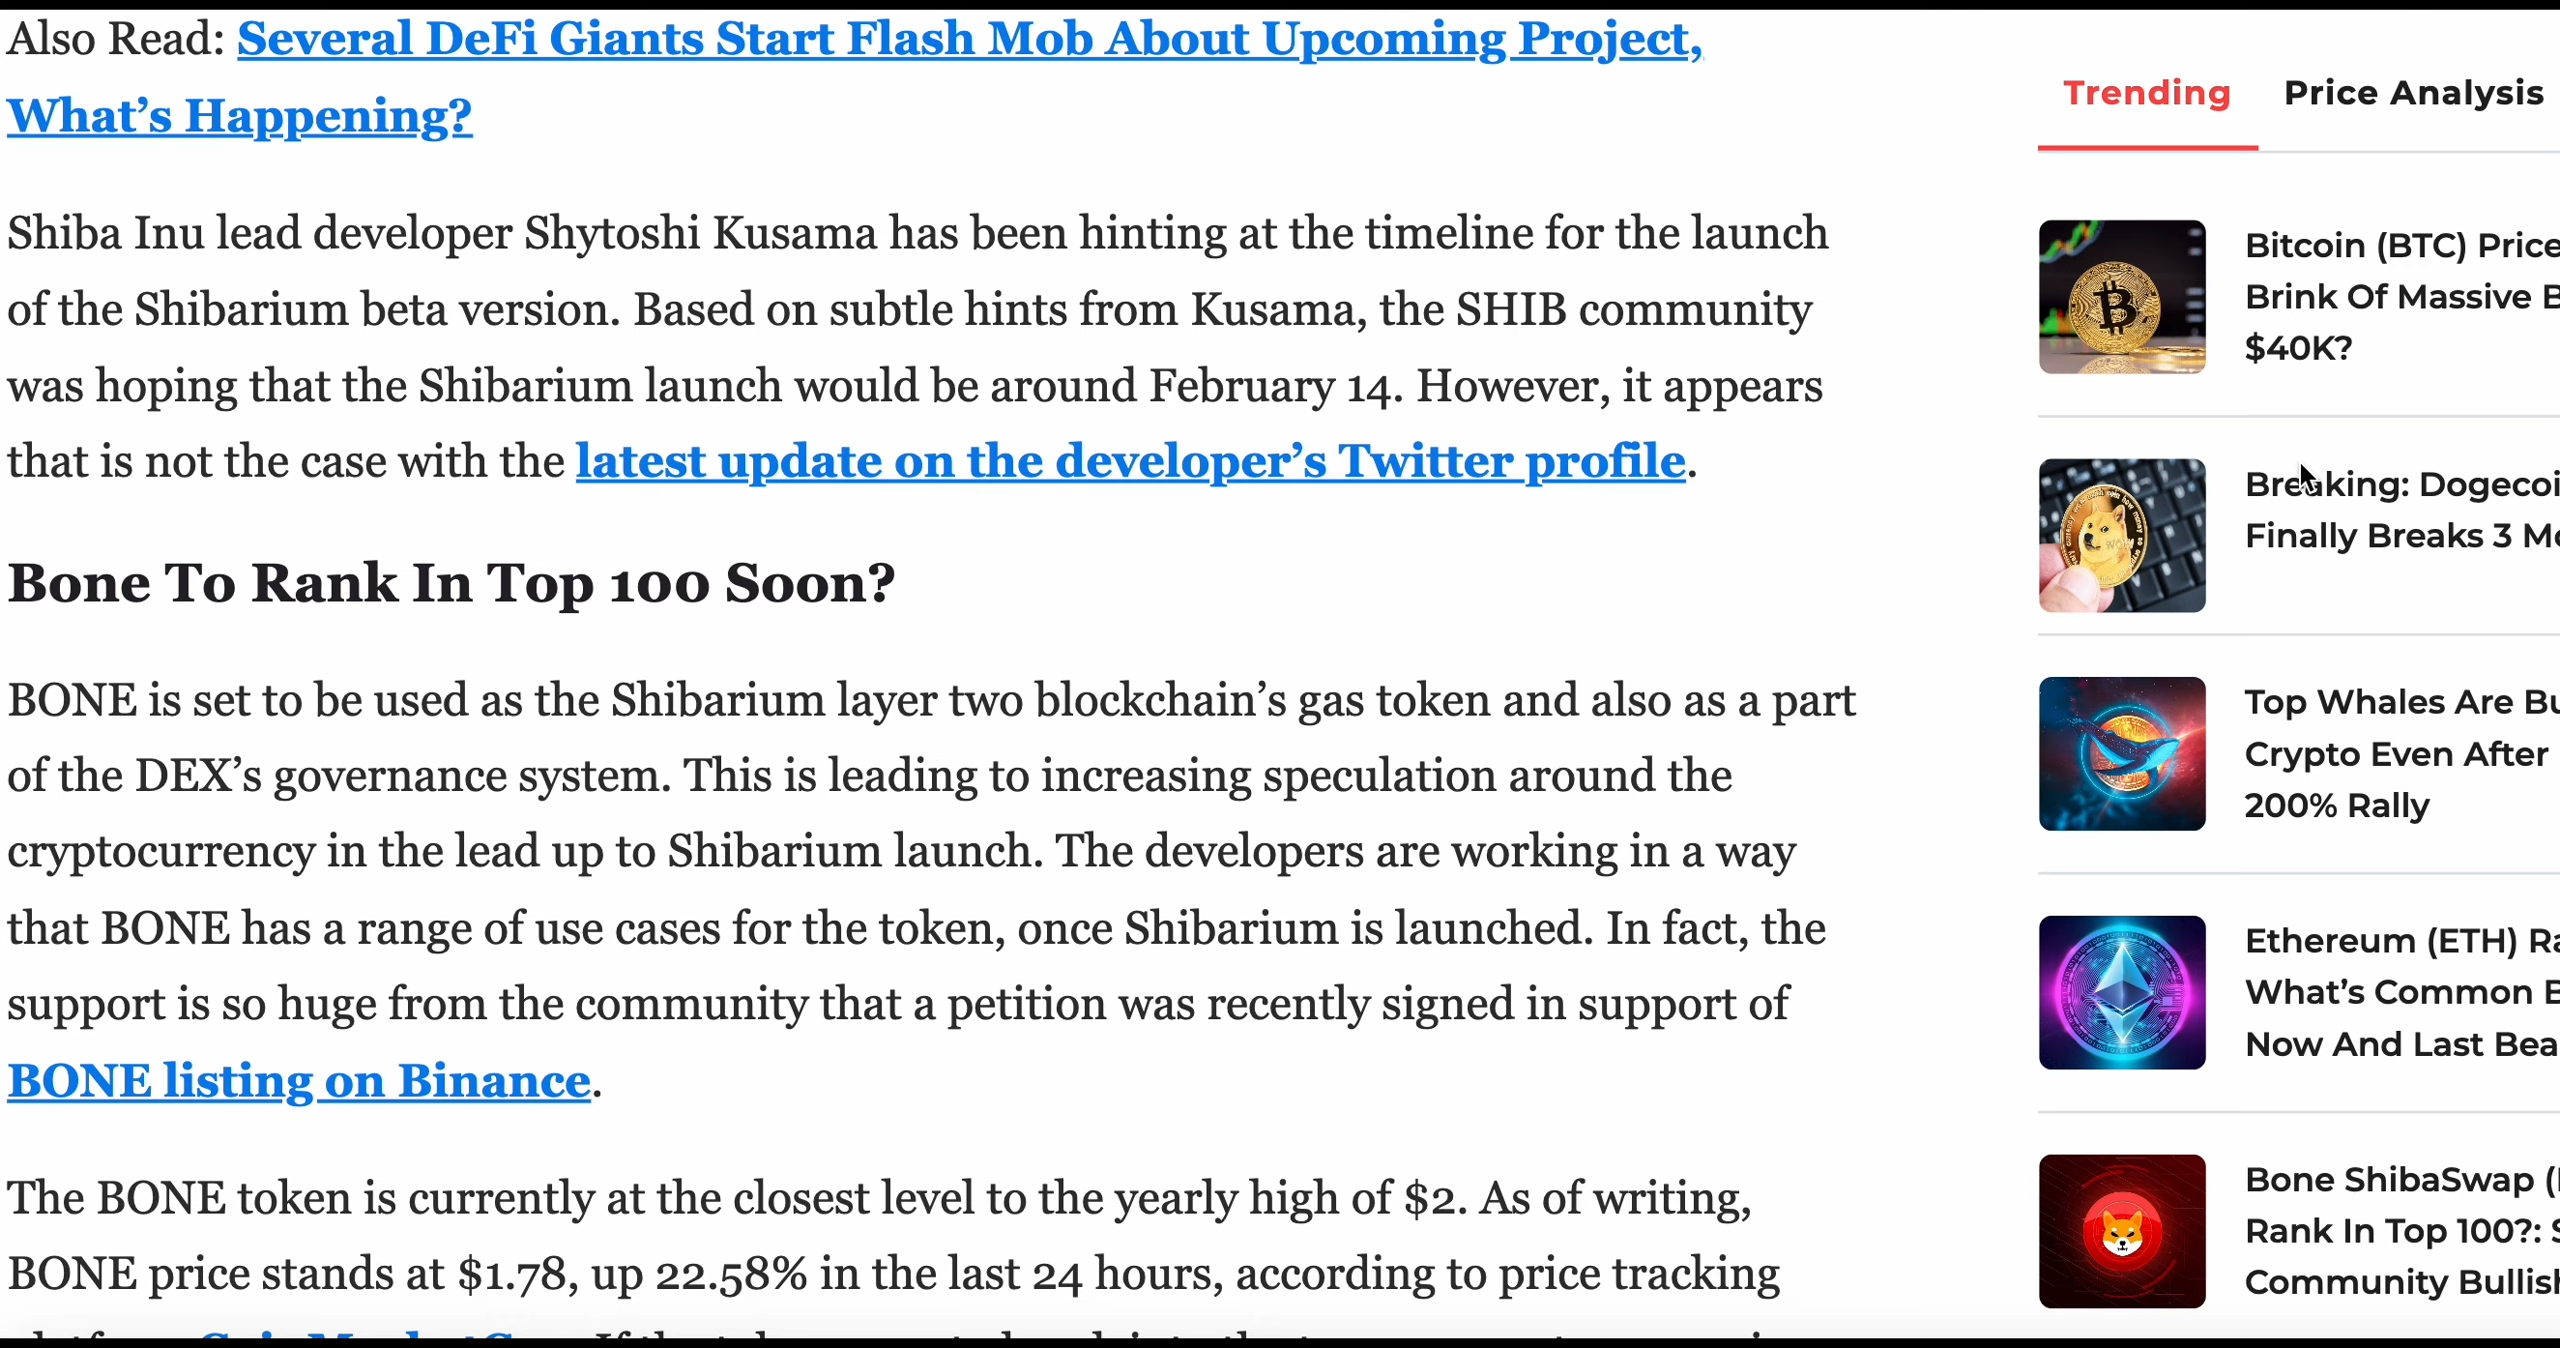 Also Read: Several DeFi Giants Start Flash Mob About Upcoming Project,
What’s Happening?
Shiba Inu lead developer Shytoshi Kusama has been hinting at the timeline for the launch
of the Shibarium beta version. Based on subtle hints from Kusama, the SHIB community
was hoping that the Shibarium launch would be around February 14. However, it appears
that is not the case with the latest update on the developer’s Twitter profile.
Bone To Rank In Top 100 Soon?
BONE is set to be used as the Shibarium layer two blockchain’s gas token and also as a part
of the DEX’s governance system. This is leading to increasing speculation around the
cryptocurrency in the lead up to Shibarium launch. The developers are working in a way
that BONE has a range of use cases for the token, once Shibarium is launched. In fact, the
support is so huge from the community that a petition was recently signed in support of
BONE listing on Binance.
The BONE token is currently at the closest level to the yearly high of $2. As of writing,
BONE price stands at $1.78, up 22.58% in the last 24 hours, according to price tracking
Trending
Price Analysis
Bitcoin (BTC) Price
Brink Of Massive B
$40K?
Breaking: Dogecoi
Finally Breaks 3 Mo
Top Whales Are Bu
Crypto Even After
200% Rally
Ethereum (ETH) Ra
What’s Common B
Now And Last Bea
Bone ShibaSwap (
Rank In Top 100?: S
Community Bullish